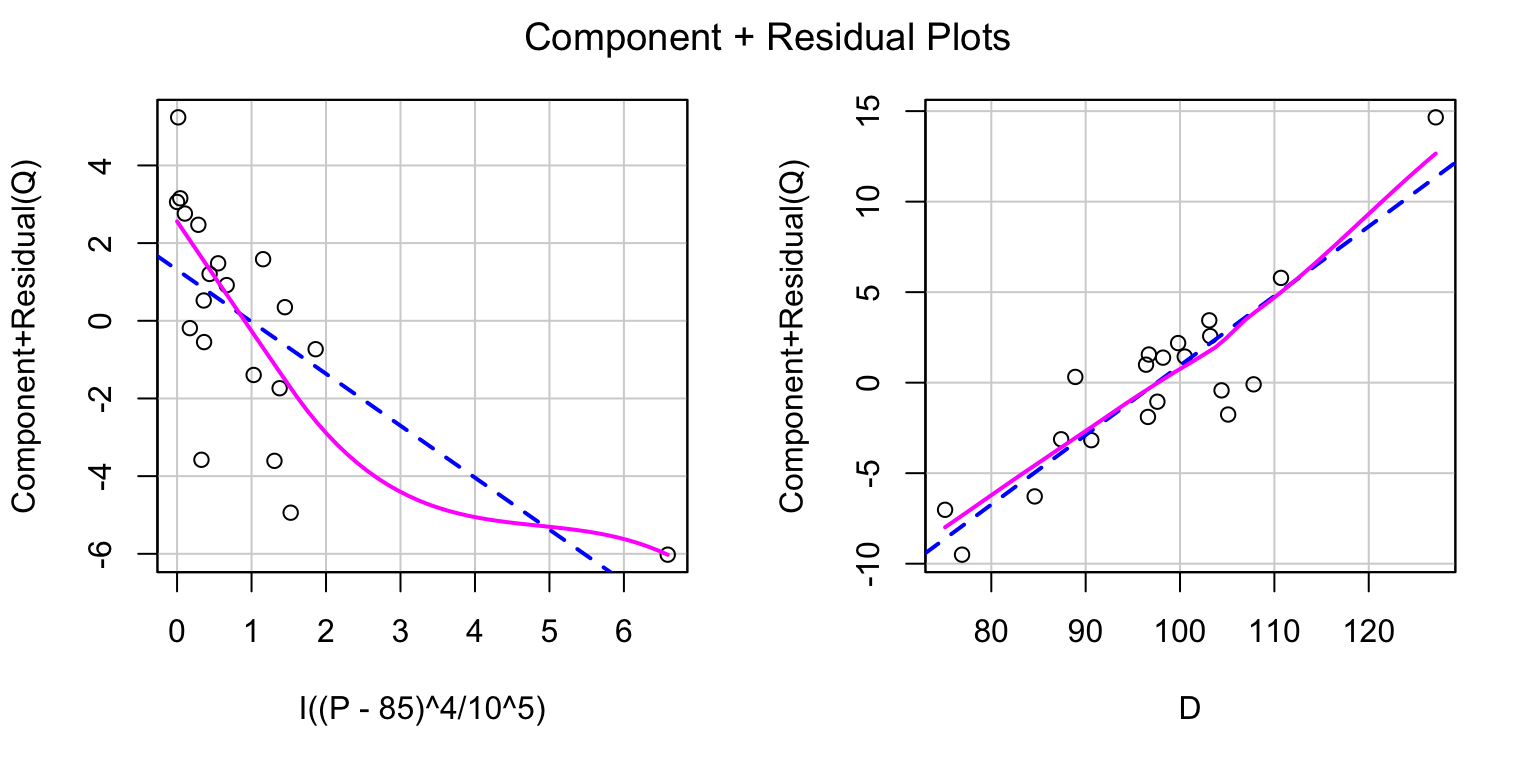 Component + Residual Plots
Component+Residual(Q)
4
2
0
-2
-4
-6
0 1 2 3 4 5 6
I((P - 85)^4/10^5)
Component+Residual(Q)
15
10
5
0
-5
-10
80 90 100 110 120
D